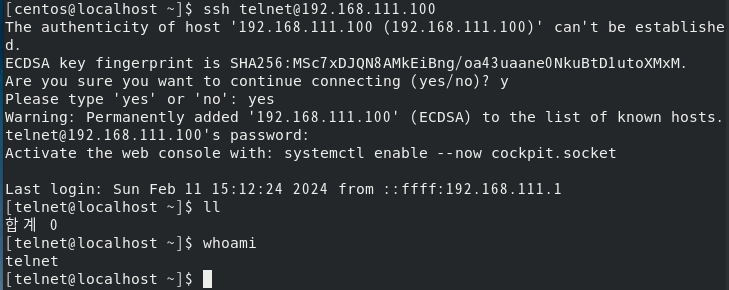 [centos@localhost ~]$ ssh telnet@192.168.111.100
The authenticity of host '192.168.111.100 (192.168.111.100)' can't be establishe
d.
ECDSA key fingerprint is SHA256:MSc7xDJQN8AMkEiBng/oa43uaane0NkuBtD1utoXMxM.
Are you sure you want to continue connecting (yes/no)? y
Please type 'yes' or 'no': yes
Warning: Permanently added '192.168.111.100' (ECDSA) to the list of known hosts.
telnet@192.168.111.100's password:
Activate the web console with: systemctl enable --now cockpit.socket
Last login: Sun Feb 11 15:12:24 2024 from ::ffff:192.168.111.1
[telnet@localhost ~]$ ll
합계 0
[telnet@localhost ~]$ whoami
telnet
[telnet@localhost ~]$